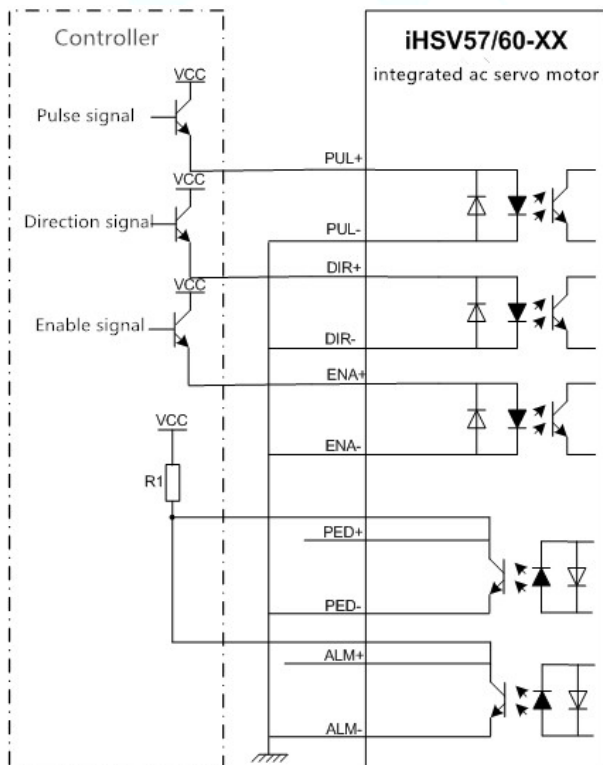 Controller
iHSV57/60-XX
integrated ac servo motor
VCC
Pulse signal
PUL+
VCC
Direction signal
PUL-
DIR+
VCC
Enable signal
DIR-
ENA+
VCC
ENA-
R1
PED+
PED-
ALM+
ALM-